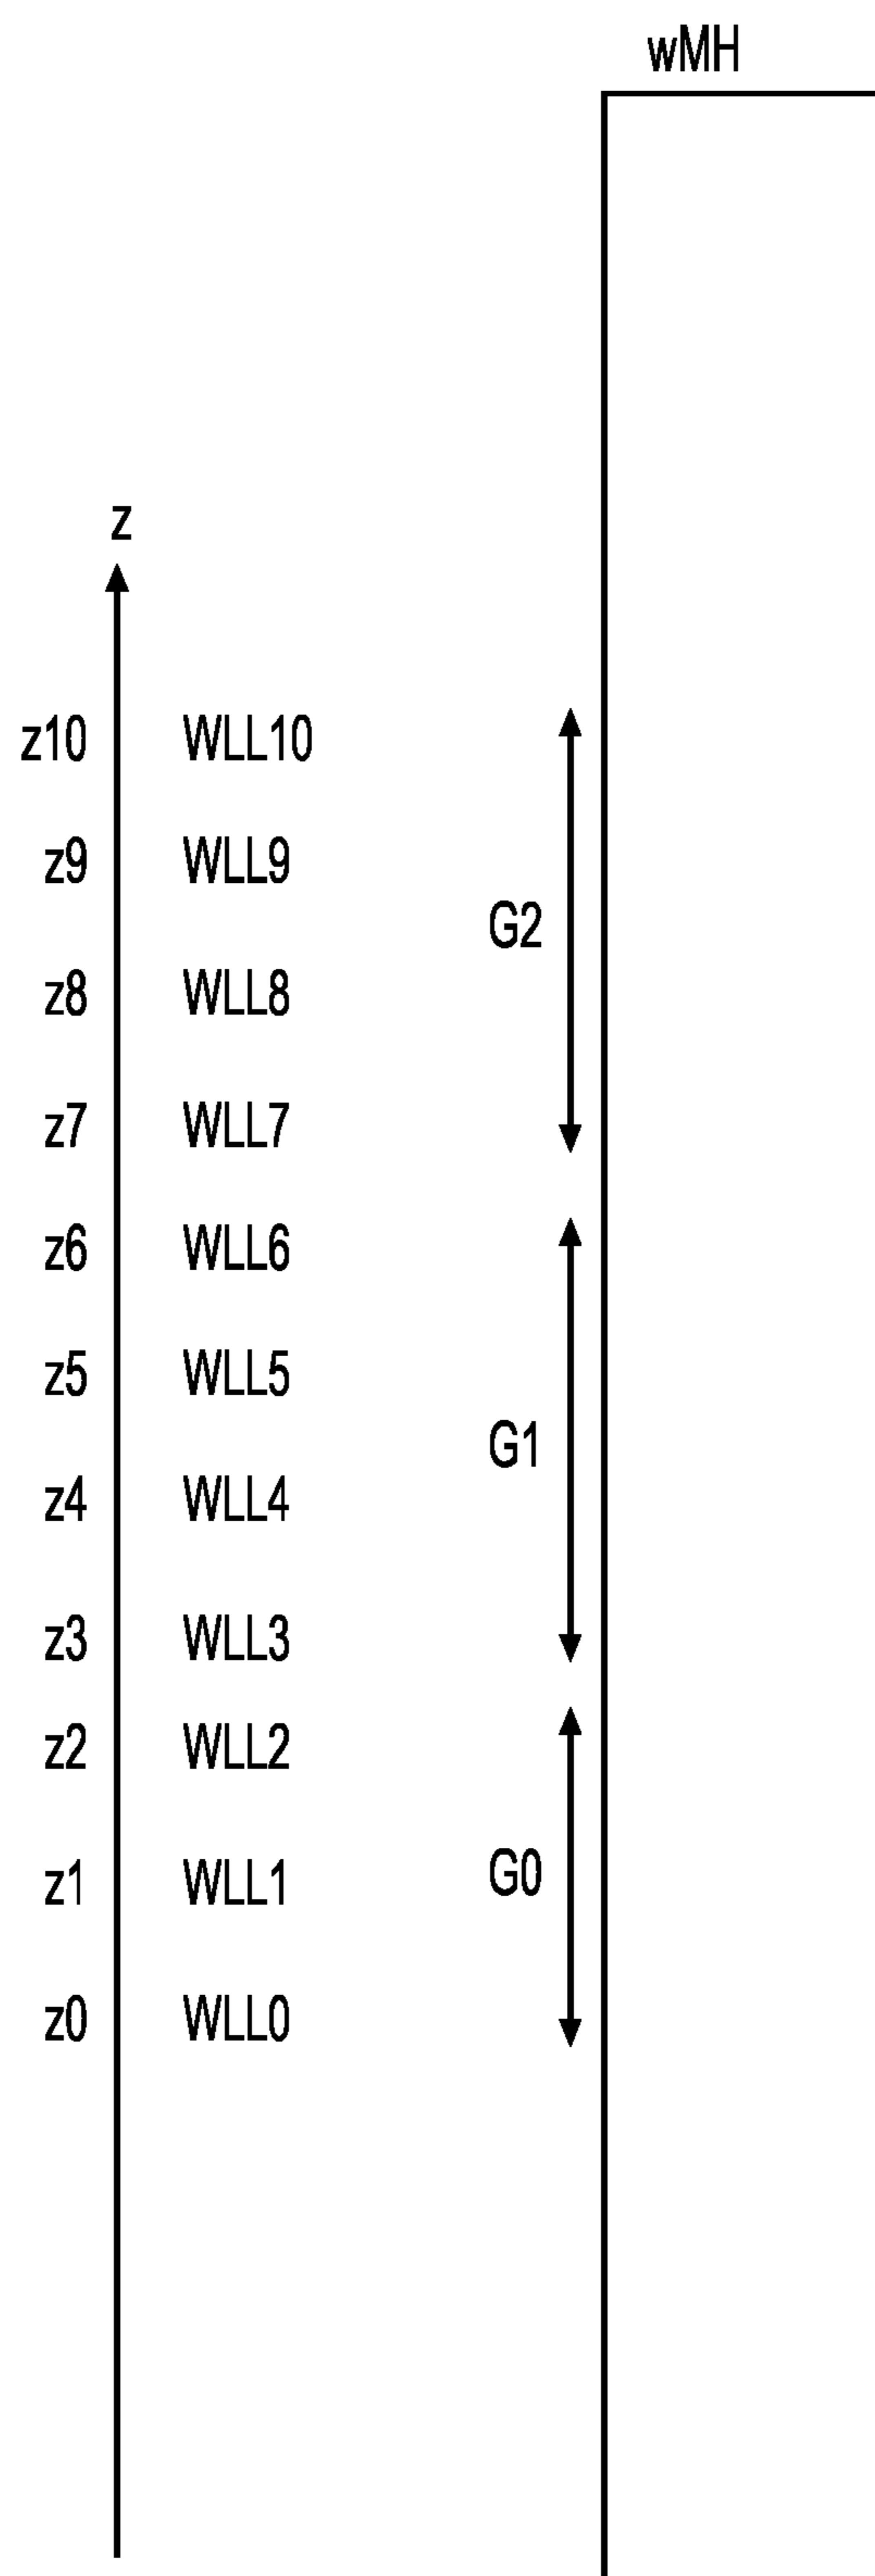 wMH
z
z10 WLL10
z9 WLL9
G2
z8 WLL8
z7 WLL7
z6 WLL6
z5 WLL5
G1
z4 WLL4
z3 WLL3
z2 WLL2
z1 WLL1 G0
z0 WLL0